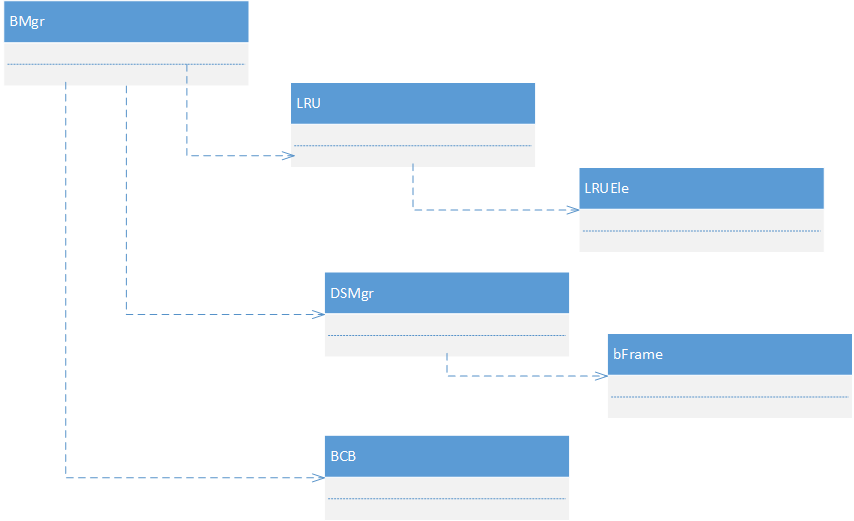 BMgr
LRU
LRUEle
DSMgr
bFrame
BCB